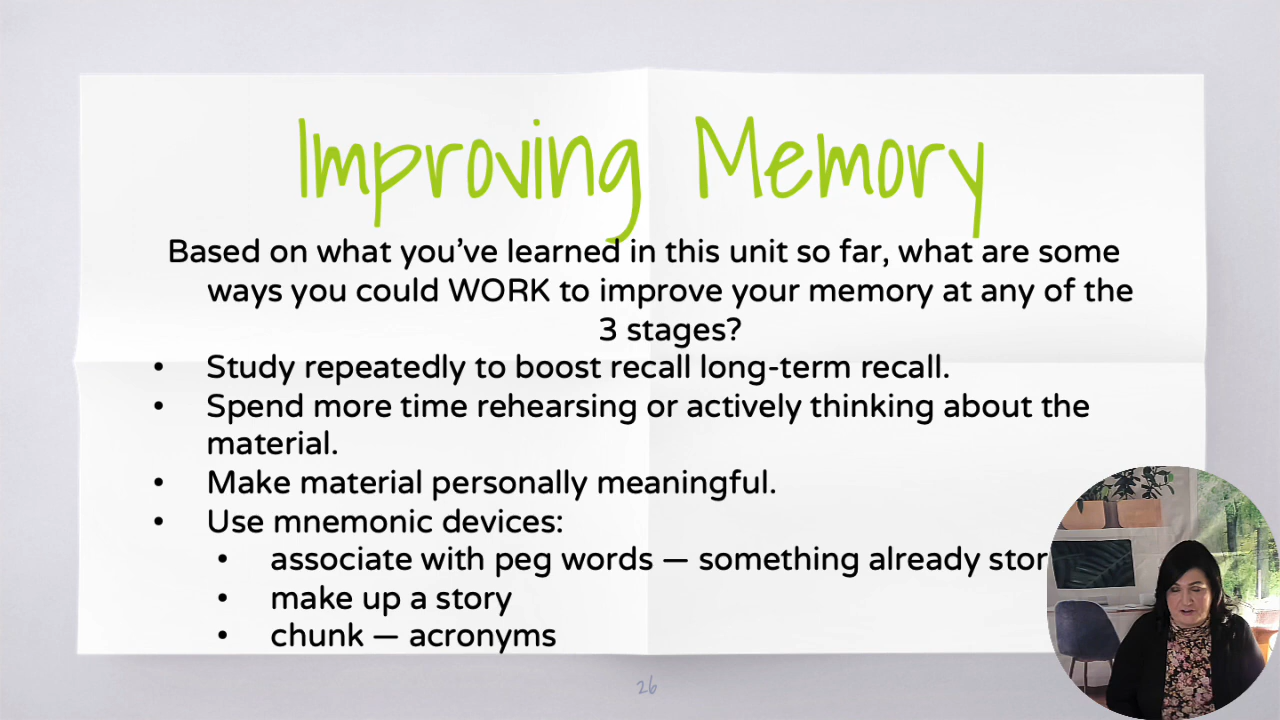 Improving Memory
Based on what you’ve learned in this unit so far, what are some
ways you could WORK to improve your memory at any of the
3 stages?
• Study repeatedly to boost recall long-term recall.
• Spend more time rehearsing or actively thinking about the
material.
• Make material personally meaningful.
• Use mnemonic devices:
• associate with peg words — something already
• make up a story
• chunk — acronyms
26